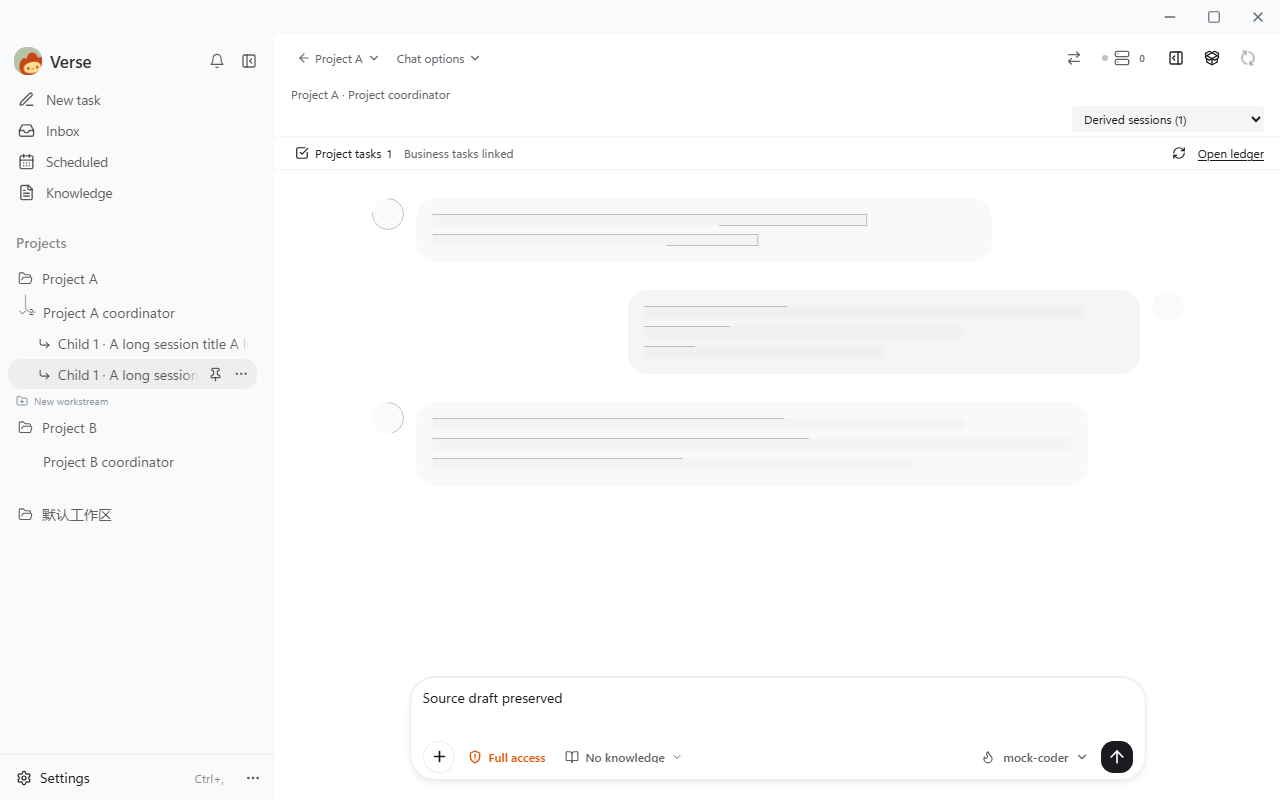 Verse
New task
Inbox
Scheduled
Knowledge
Projects
Project A
Project A coordinator
Child 1 · A long session title A
Child 1 · A long session
New workstream
Project B
Project B coordinator
默认工作区
Settings
Ctrl+,
Project A
Chat options
0
Project A · Project coordinator
Derived sessions (1)
Project tasks 1
Business tasks linked
Open ledger
Source draft preserved
Full access
No knowledge
mock-coder